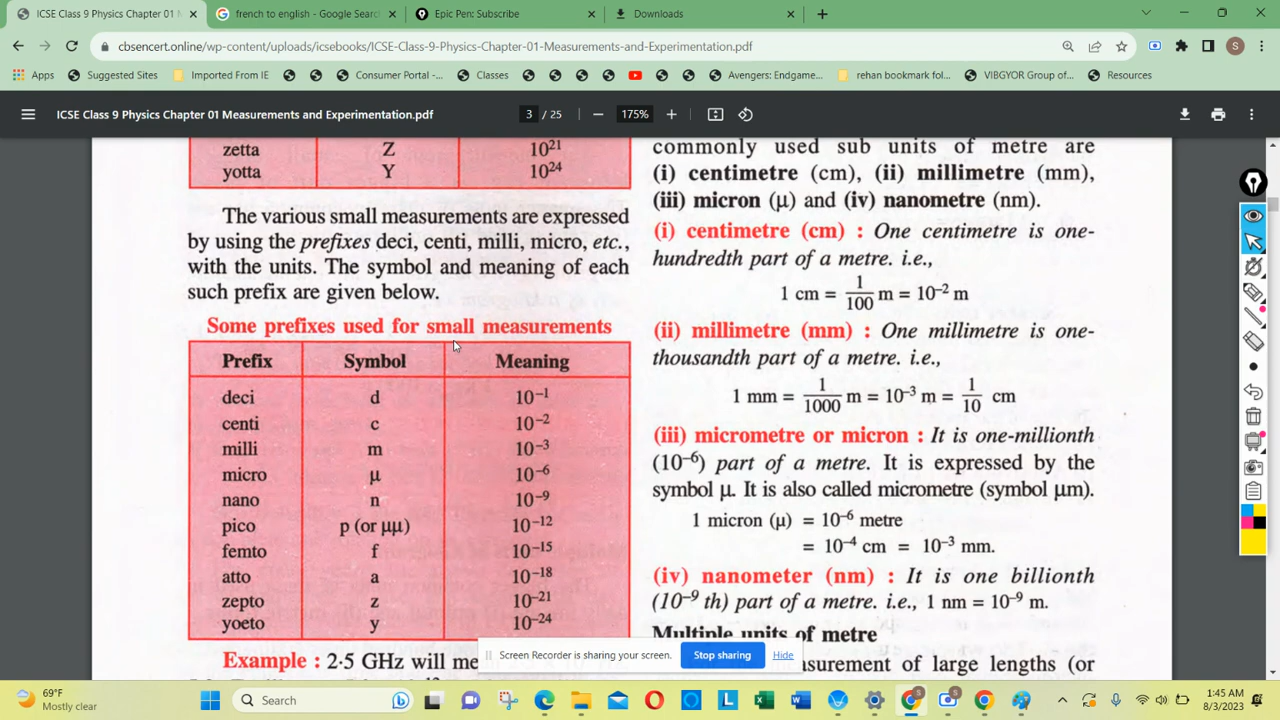 ICSE Class 9 Physics Chapter 01 M
french to english - Google Search
Epic Pen: Subscribe
Downloads
cbsencert.online/wp-content/uploads/icsebooks/ICSE-Class-9-Physics-Chapter-01-Measurements-and-Experimentation.pdf
S
Apps
Suggested Sites
Imported From IE
Consumer Portal -...
Classes
Avengers: Endgame...
rehan bookmark fol...
VIBGYOR Group of...
Resources
ICSE Class 9 Physics Chapter 01 Measurements and Experimentation.pdf
3 / 25
175%
zetta Z 10²¹
yotta Y 10²⁴
The various small measurements are expressed
by using the prefixes deci, centi, milli, micro, etc.,
with the units. The symbol and meaning of each
such prefix are given below.
Some prefixes used for small measurements
Prefix Symbol Meaning
deci d 10⁻¹
centi c 10⁻²
milli m 10⁻³
micro μ 10⁻⁶
nano n 10⁻⁹
pico p (or μμ) 10⁻¹²
femto f 10⁻¹⁵
atto a 10⁻¹⁸
zepto z 10⁻²¹
yoeto y 10⁻²⁴
Example : 2·5 GHz will me
commonly used sub units of metre are
(i) centimetre (cm), (ii) millimetre (mm),
(iii) micron (μ) and (iv) nanometre (nm).
(i) centimetre (cm) : One centimetre is one-
hundredth part of a metre. i.e.,
1 cm = 1/100 m = 10⁻² m
(ii) millimetre (mm) : One millimetre is one-
thousandth part of a metre. i.e.,
1 mm = 1/1000 m = 10⁻³ m = 1/10 cm
(iii) micrometre or micron : It is one-millionth
(10⁻⁶) part of a metre. It is expressed by the
symbol μ. It is also called micrometre (symbol μm).
1 micron (μ) = 10⁻⁶ metre
= 10⁻⁴ cm = 10⁻³ mm.
(iv) nanometer (nm) : It is one billionth
(10⁻⁹ th) part of a metre. i.e., 1 nm = 10⁻⁹ m.
Multiple units of metre
asurement of large lengths (or
Screen Recorder is sharing your screen.
Stop sharing
Hide
69°F
Mostly clear
Search
1:45 AM
8/3/2023